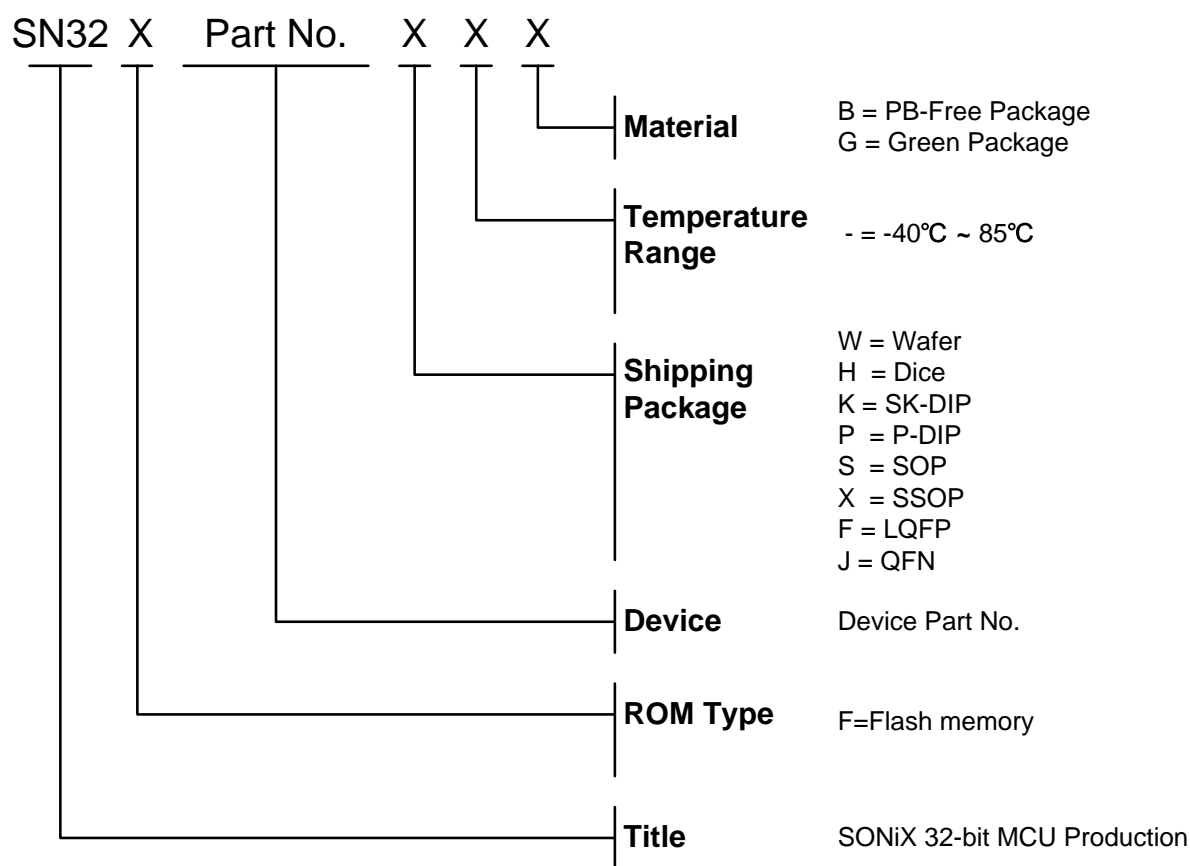 SN32 X Part No. X X X
Material
B = PB-Free Package
G = Green Package
Temperature
Range
- = -40℃ ~ 85℃
Shipping
Package
W = Wafer
H = Dice
K = SK-DIP
P = P-DIP
S = SOP
X = SSOP
F = LQFP
J = QFN
Device
Device Part No.
ROM Type
F=Flash memory
Title
SONiX 32-bit MCU Production